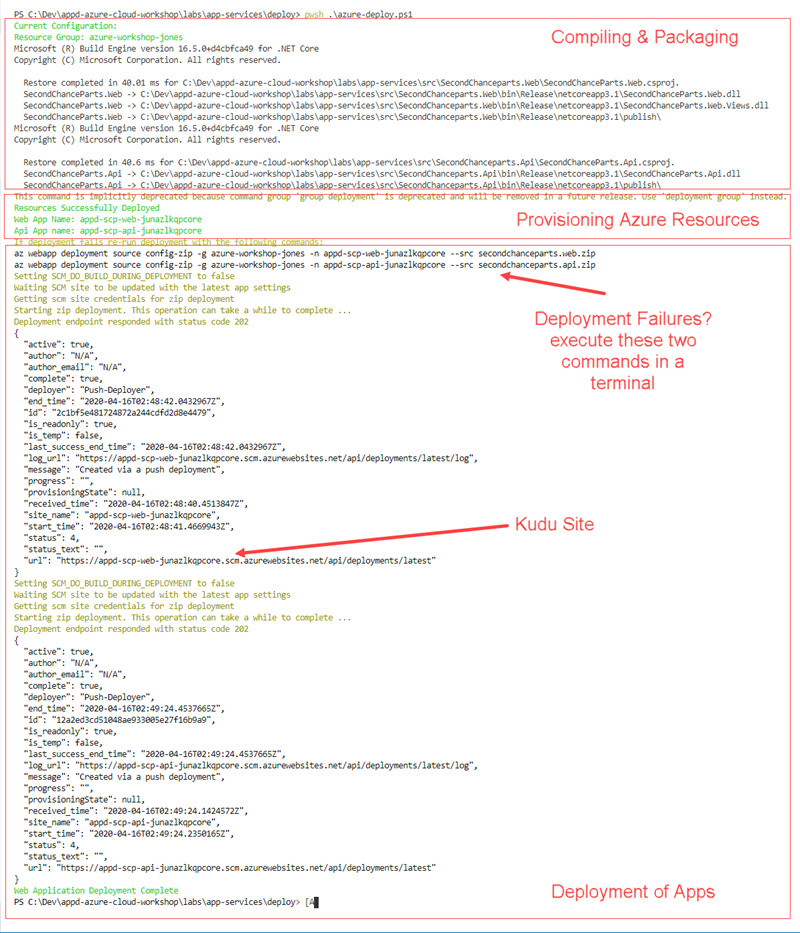 PS C:\Dev\appd-azure-cloud-workshop\labs\app-services\deploy> pwsh .\azure-deploy.ps1
Current Configuration:
Resource Group: azure-workshop-jones
Compiling & Packaging
Microsoft (R) Build Engine version 16.5.0+d4cbfca49 for .NET Core
Copyright (C) Microsoft Corporation. All rights reserved.
Restore completed in 40.01 ms for C:\Dev\appd-azure-cloud-workshop\labs\app-services\src\SecondChanceparts.Web\SecondChanceParts.Web.csproj.
SecondChanceParts.Web -> C:\Dev\appd-azure-cloud-workshop\labs\app-services\src\SecondChanceparts.Web\bin\Release\netcoreapp3.1\SecondChanceParts.Web.dll
SecondChanceParts.Web -> C:\Dev\appd-azure-cloud-workshop\labs\app-services\src\SecondChanceparts.Web\bin\Release\netcoreapp3.1\SecondChanceParts.Web.Views.dll
SecondChanceParts.Web -> C:\Dev\appd-azure-cloud-workshop\labs\app-services\src\SecondChanceparts.Web\bin\Release\netcoreapp3.1\publish\
Microsoft (R) Build Engine version 16.5.0+d4cbfca49 for .NET Core
Copyright (C) Microsoft Corporation. All rights reserved.
Restore completed in 40.6 ms for C:\Dev\appd-azure-cloud-workshop\labs\app-services\src\SecondChanceparts.Api\SecondChanceParts.Api.csproj.
SecondChanceParts.Api -> C:\Dev\appd-azure-cloud-workshop\labs\app-services\src\SecondChanceparts.Api\bin\Release\netcoreapp3.1\SecondChanceParts.Api.dll
SecondChanceParts.Api -> C:\Dev\appd-azure-cloud-workshop\labs\app-services\src\SecondChanceparts.Api\bin\Release\netcoreapp3.1\publish\
This command is implicitly deprecated because command group 'group deployment' is deprecated and will be removed in a future release. Use 'deployment group' instead.
Resources Successfully Deployed
Web App Name: appd-scp-web-junazlkqpcore
Api App name: appd-scp-api-junazlkqpcore
Provisioning Azure Resources
If deployment fails re-run deployment with the following commands:
az webapp deployment source config-zip -g azure-workshop-jones -n appd-scp-web-junazlkqpcore --src secondchanceparts.web.zip
az webapp deployment source config-zip -g azure-workshop-jones -n appd-scp-api-junazlkqpcore --src secondchanceparts.api.zip
Setting SCM_DO_BUILD_DURING_DEPLOYMENT to false
Waiting SCM site to be updated with the latest app settings
Getting scm site credentials for zip deployment
Starting zip deployment. This operation can take a while to complete ...
Deployment endpoint responded with status code 202
Deployment Failures?
execute these two
commands in a
terminal
{
"active": true,
"author": "N/A",
"author_email": "N/A",
"complete": true,
"deployer": "Push-Deployer",
"end_time": "2020-04-16T02:48:42.0432967Z",
"id": "2c1bf5e481724872a244cdfd2d8e4479",
"is_readonly": true,
"is_temp": false,
"last_success_end_time": "2020-04-16T02:48:42.0432967Z",
"log_url": "https://appd-scp-web-junazlkqpcore.scm.azurewebsites.net/api/deployments/latest/log",
"message": "Created via a push deployment",
"progress": "",
"provisioningState": null,
"received_time": "2020-04-16T02:48:40.4513847Z",
"site_name": "appd-scp-web-junazlkqpcore",
"start_time": "2020-04-16T02:48:41.4669943Z",
"status": 4,
"status_text": "",
"url": "https://appd-scp-web-junazlkqpcore.scm.azurewebsites.net/api/deployments/latest"
}
Kudu Site
Setting SCM_DO_BUILD_DURING_DEPLOYMENT to false
Waiting SCM site to be updated with the latest app settings
Getting scm site credentials for zip deployment
Starting zip deployment. This operation can take a while to complete ...
Deployment endpoint responded with status code 202
{
"active": true,
"author": "N/A",
"author_email": "N/A",
"complete": true,
"deployer": "Push-Deployer",
"end_time": "2020-04-16T02:49:24.4537665Z",
"id": "12a2ed3cd51048ae933005e27f16b9a9",
"is_readonly": true,
"is_temp": false,
"last_success_end_time": "2020-04-16T02:49:24.4537665Z",
"log_url": "https://appd-scp-api-junazlkqpcore.scm.azurewebsites.net/api/deployments/latest/log",
"message": "Created via a push deployment",
"progress": "",
"provisioningState": null,
"received_time": "2020-04-16T02:49:24.1424572Z",
"site_name": "appd-scp-api-junazlkqpcore",
"start_time": "2020-04-16T02:49:24.2350165Z",
"status": 4,
"status_text": "",
"url": "https://appd-scp-api-junazlkqpcore.scm.azurewebsites.net/api/deployments/latest"
}
Web Application Deployment Complete
PS C:\Dev\appd-azure-cloud-workshop\labs\app-services\deploy> [A
Deployment of Apps